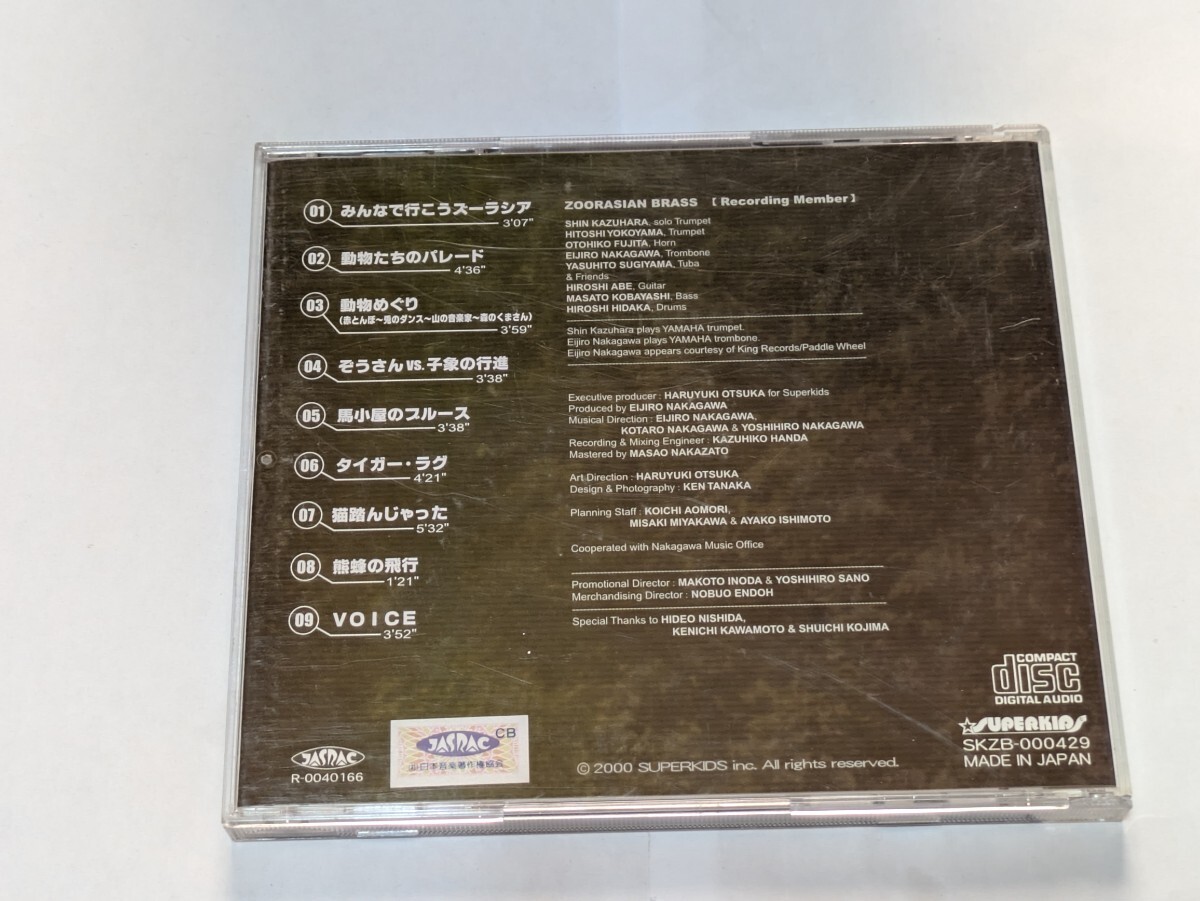 01 みんなで行こうズーラシア
3'07"
02 動物たちのパレード
4'36"
03 動物めぐり
(赤とんぼ〜兎のダンス〜山の音楽家〜森のくまさん)
3'59"
04 ぞうさん VS. 子象の行進
3'38"
05 馬小屋のブルース
3'38"
06 タイガー・ラグ
4'21"
07 猫踏んじゃった
5'32"
08 熊蜂の飛行
1'21"
09 VOICE
3'52"
ZOORASIAN BRASS [ Recording Member ]
SHIN KAZUHARA, solo Trumpet
HITOSHI YOKOYAMA, Trumpet
OTOHIKO FUJITA, Horn
EIJIRO NAKAGAWA, Trombone
YASUHITO SUGIYAMA, Tuba
& Friends
HIROSHI ABE, Guitar
MASATO KOBAYASHI, Bass
HIROSHI HIDAKA, Drums
Shin Kazuhara plays YAMAHA trumpet.
Eijiro Nakagawa plays YAMAHA trombone.
Eijiro Nakagawa appears courtesy of King Records/Paddle Wheel
Executive producer : HARUYUKI OTSUKA for Superkids
Produced by EIJIRO NAKAGAWA
Musical Direction : EIJIRO NAKAGAWA,
KOTARO NAKAGAWA & YOSHIHIRO NAKAGAWA
Recording & Mixing Engineer : KAZUHIKO HANDA
Mastered by MASAO NAKAZATO
Art Direction : HARUYUKI OTSUKA
Design & Photography : KEN TANAKA
Planning Staff : KOICHI AOMORI,
MISAKI MIYAKAWA & AYAKO ISHIMOTO
Cooperated with Nakagawa Music Office
Promotional Director : MAKOTO INODA & YOSHIHIRO SANO
Merchandising Director : NOBUO ENDOH
Special Thanks to HIDEO NISHIDA,
KENICHI KAWAMOTO & SHUICHI KOJIMA
COMPACT
disc
DIGITAL AUDIO
SUPERKIDS
SKZB-000429
MADE IN JAPAN
JASRAC
R-0040166
CB
JASRAC
日本音楽著作権協会
© 2000 SUPERKIDS inc. All rights reserved.